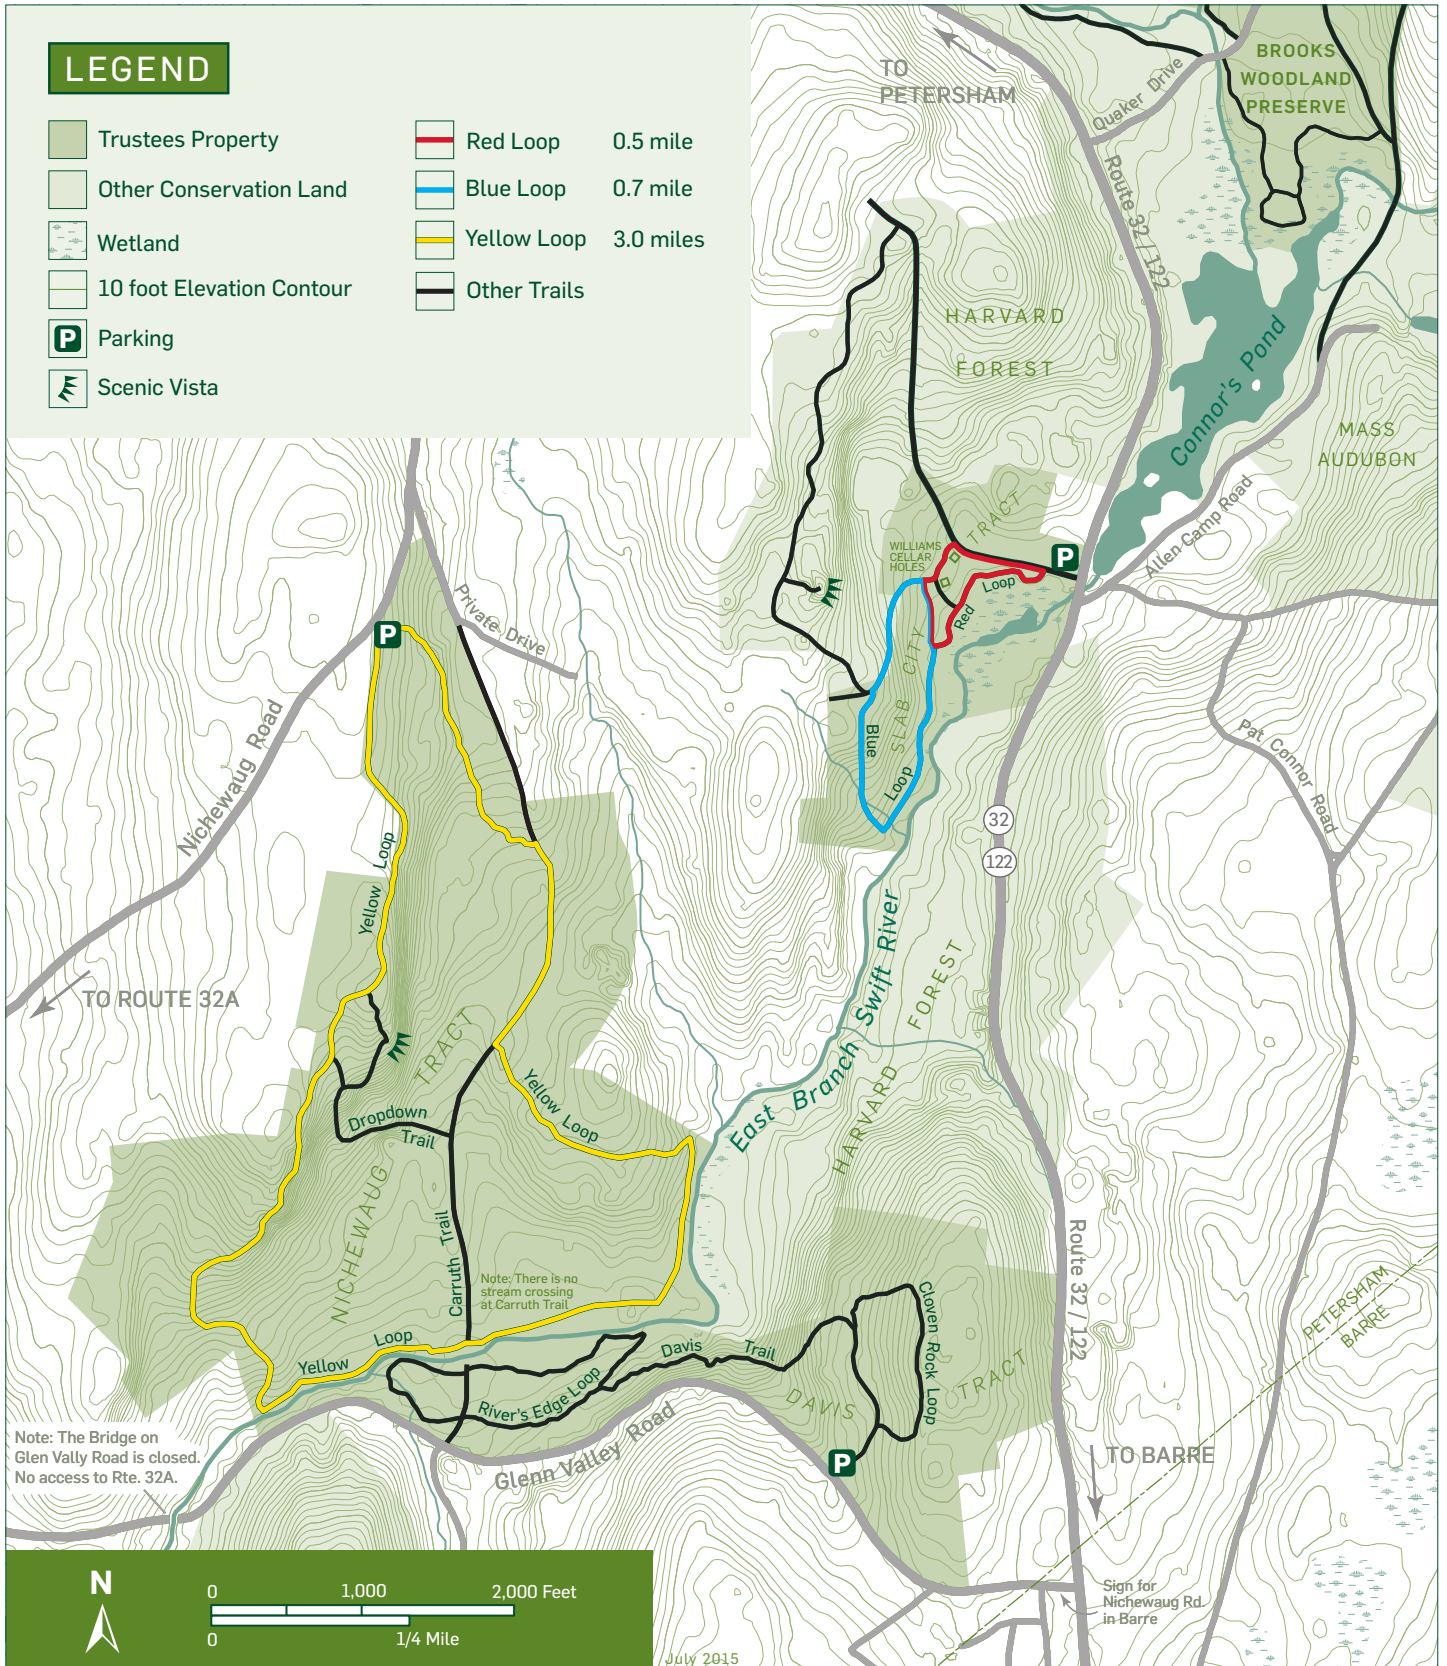 LEGEND
Trustees Property
Other Conservation Land
Wetland
10 foot Elevation Contour
Parking
Scenic Vista
Red Loop 0.5 mile
Blue Loop 0.7 mile
Yellow Loop 3.0 miles
Other Trails
P
TO
PETERSHAM
Quaker Drive
BROOKS
WOODLAND
PRESERVE
Route 32 / 122
HARVARD
FOREST
Connor's Pond
MASS
AUDUBON
Allen Camp Road
TRACT
WILLIAMS
CELLAR
HOLES
P
Loop
Red
SLAB CITY
Blue
Loop
Private Drive
P
Nichewaug Road
Pat Connor Road
32
122
Yellow Loop
TO ROUTE 32A
East Branch Swift River
HARVARD FOREST
NICHEWAUG TRACT
Dropdown
Trail
Yellow Loop
Carruth Trail
Note: There is no
stream crossing
at Carruth Trail
Yellow Loop
River's Edge Loop
Davis Trail
Cloven Rock Loop
DAVIS TRACT
P
Route 32 / 122
PETERSHAM
BARRE
Glenn Valley Road
TO BARRE
Note: The Bridge on
Glen Vally Road is closed.
No access to Rte. 32A.
Sign for
Nichewaug Rd.
in Barre
N
0 1,000 2,000 Feet
0 1/4 Mile
July 2015